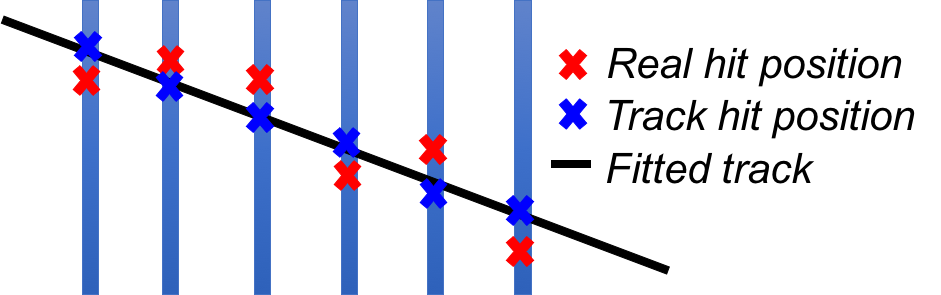 Real hit position
Track hit position
Fitted track